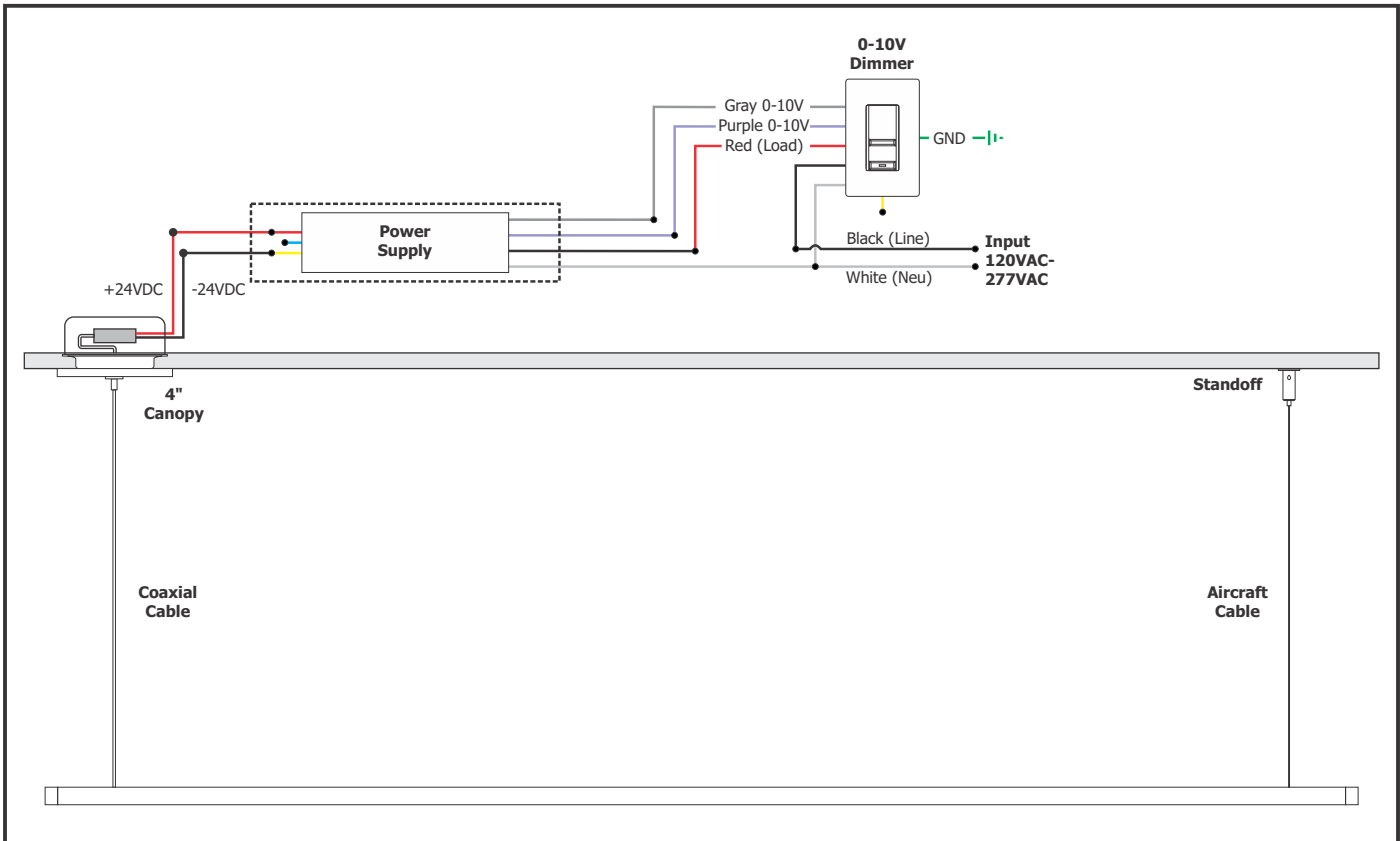 0-10V
Dimmer
Gray 0-10V
Purple 0-10V
Red (Load)
GND
Power
Supply
Black (Line)
White (Neu)
Input
120VAC-
277VAC
+24VDC
-24VDC
4"
Canopy
Standoff
Coaxial
Cable
Aircraft
Cable